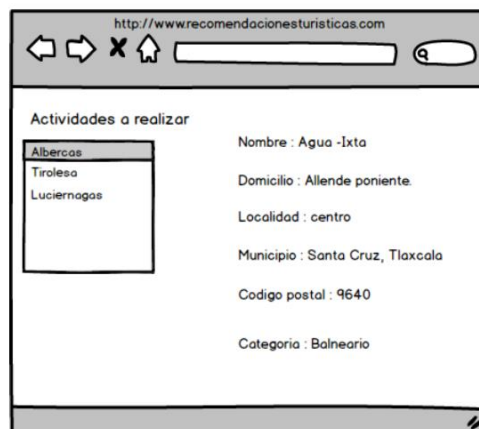 http://www.recomendacionesturisticas.com
Actividades a realizar
Albercas
Tirolesa
Luciernagas
Nombre : Agua -Ixta
Domicilio : Allende poniente.
Localidad : centro
Municipio : Santa Cruz, Tlaxcala
Codigo postal : 9640
Categoria : Balneario